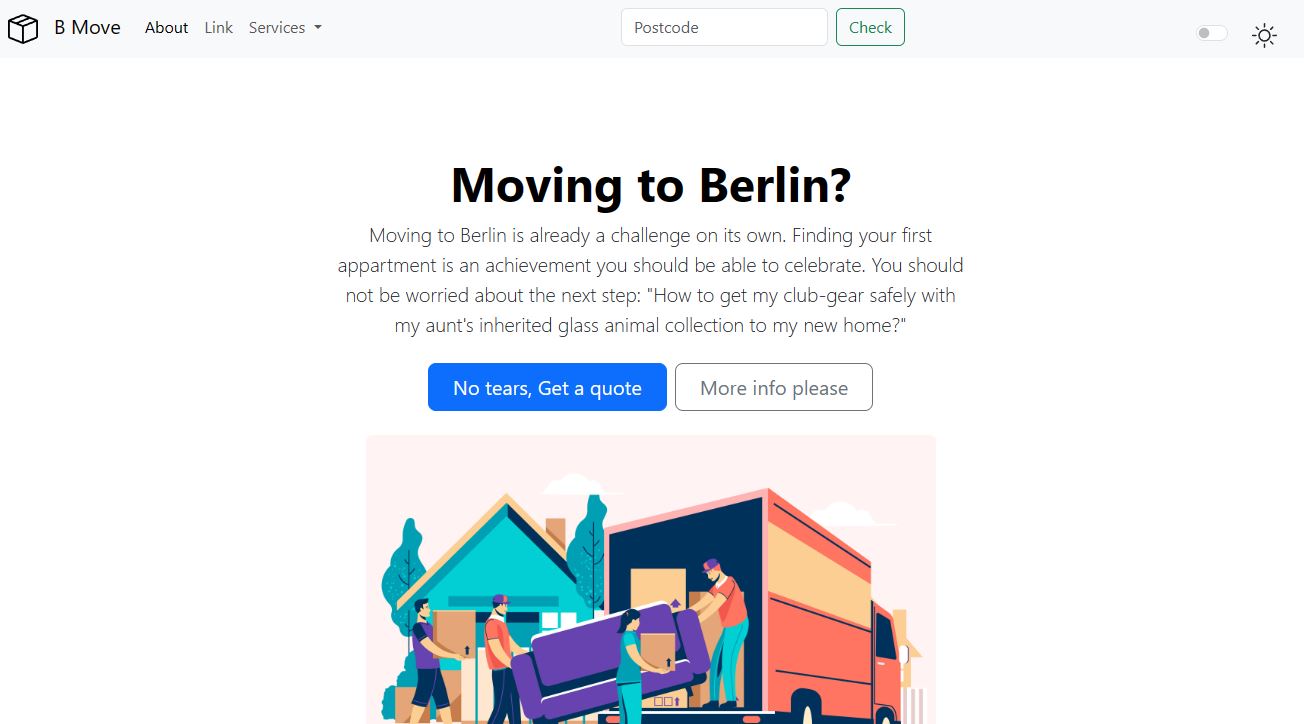 B Move About Link Services Postcode Check
Moving to Berlin?
Moving to Berlin is already a challenge on its own. Finding your first
appartment is an achievement you should be able to celebrate. You should
not be worried about the next step: "How to get my club-gear safely with
my aunt's inherited glass animal collection to my new home?"
No tears, Get a quote More info please